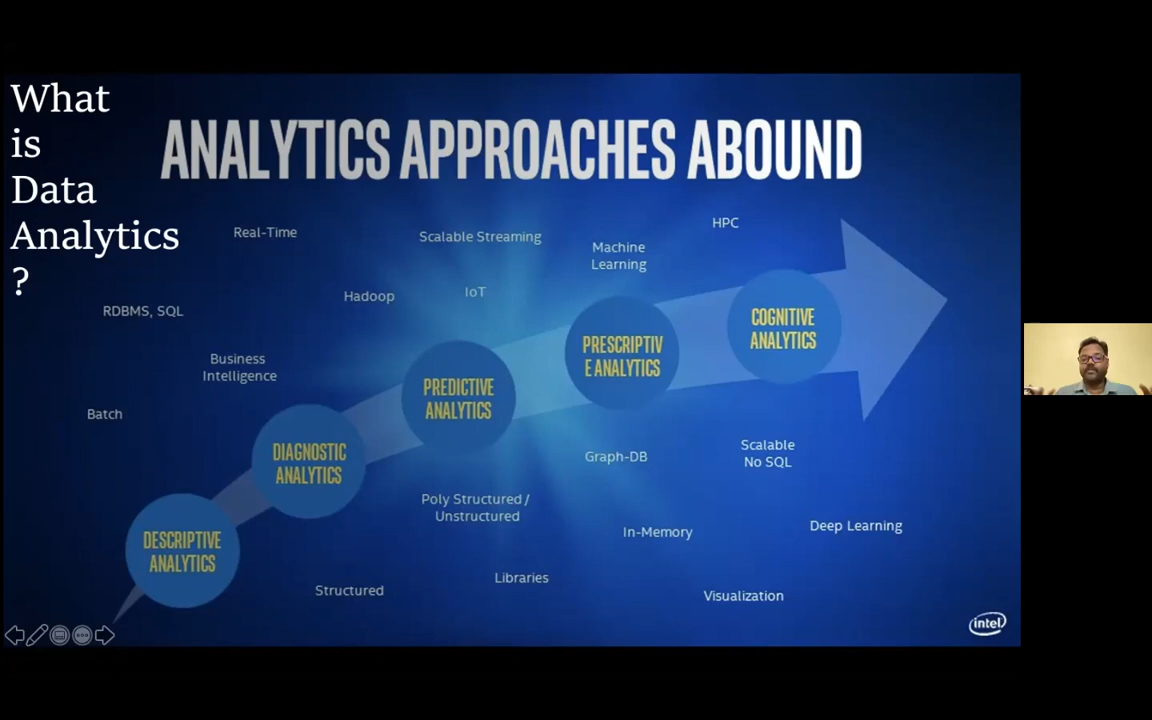 What
is
Data
Analytics
?
ANALYTICS APPROACHES ABOUND
Real-Time
Scalable Streaming
HPC
Machine
Learning
Hadoop
IoT
RDBMS, SQL
COGNITIVE
ANALYTICS
PRESCRIPTIV
E ANALYTICS
Business
Intelligence
PREDICTIVE
ANALYTICS
Batch
DIAGNOSTIC
ANALYTICS
Graph-DB
Scalable
No SQL
Poly Structured /
Unstructured
In-Memory
Deep Learning
DESCRIPTIVE
ANALYTICS
Structured
Libraries
Visualization
intel